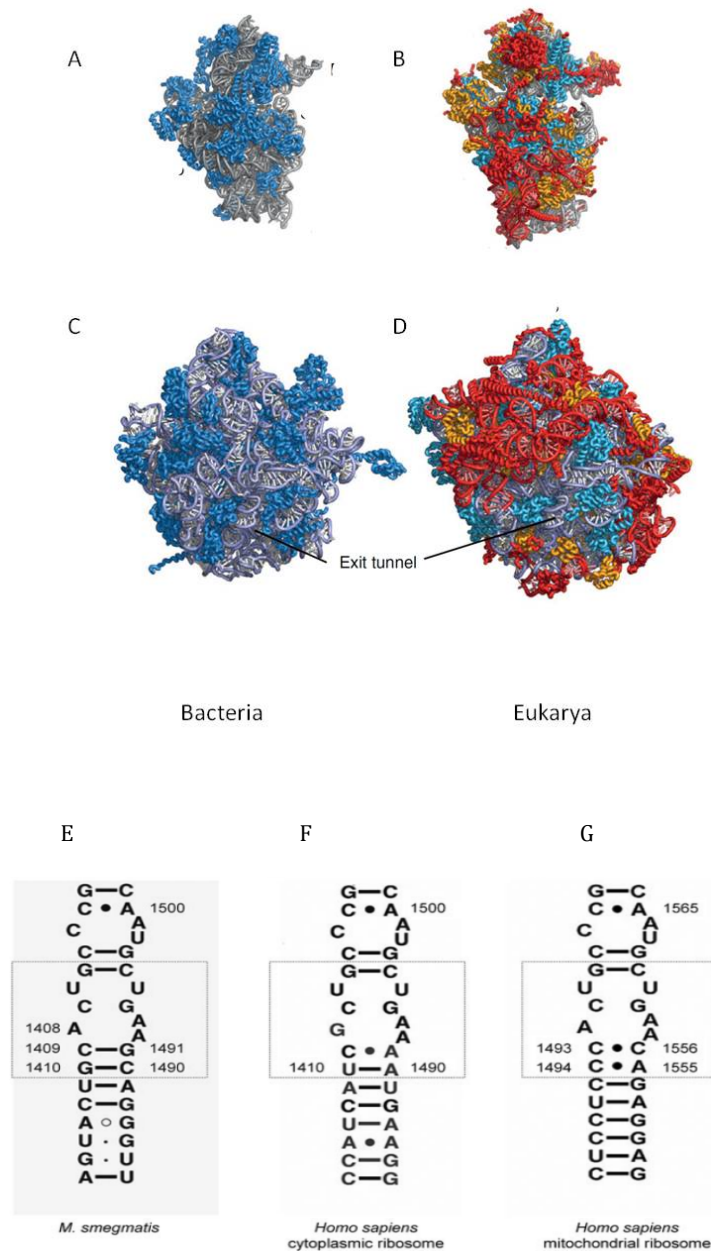 A
B
C
D
Exit tunnel
Bacteria
Eukarya
E
F
G
G C
C • A 1500
C A
U
C G
G C
U U
C G
A
1408 A A
1409 C G 1491
1410 G C 1490
U A
C G
A G
U G
G U
A U
M. smegmatis
G C
C • A 1500
C A
U
C G
G C
U U
C G
A
G A
C • A
1410 U A 1490
A U
C G
U A
A • A
C G
C G
Homo sapiens
cytoplasmic ribosome
G C
C • A 1565
C A
U
C G
G C
U U
C G
A
A A
1493 C • C 1556
1494 C • A 1555
C G
U A
C G
C G
U A
C G
Homo sapiens
mitochondrial ribosome